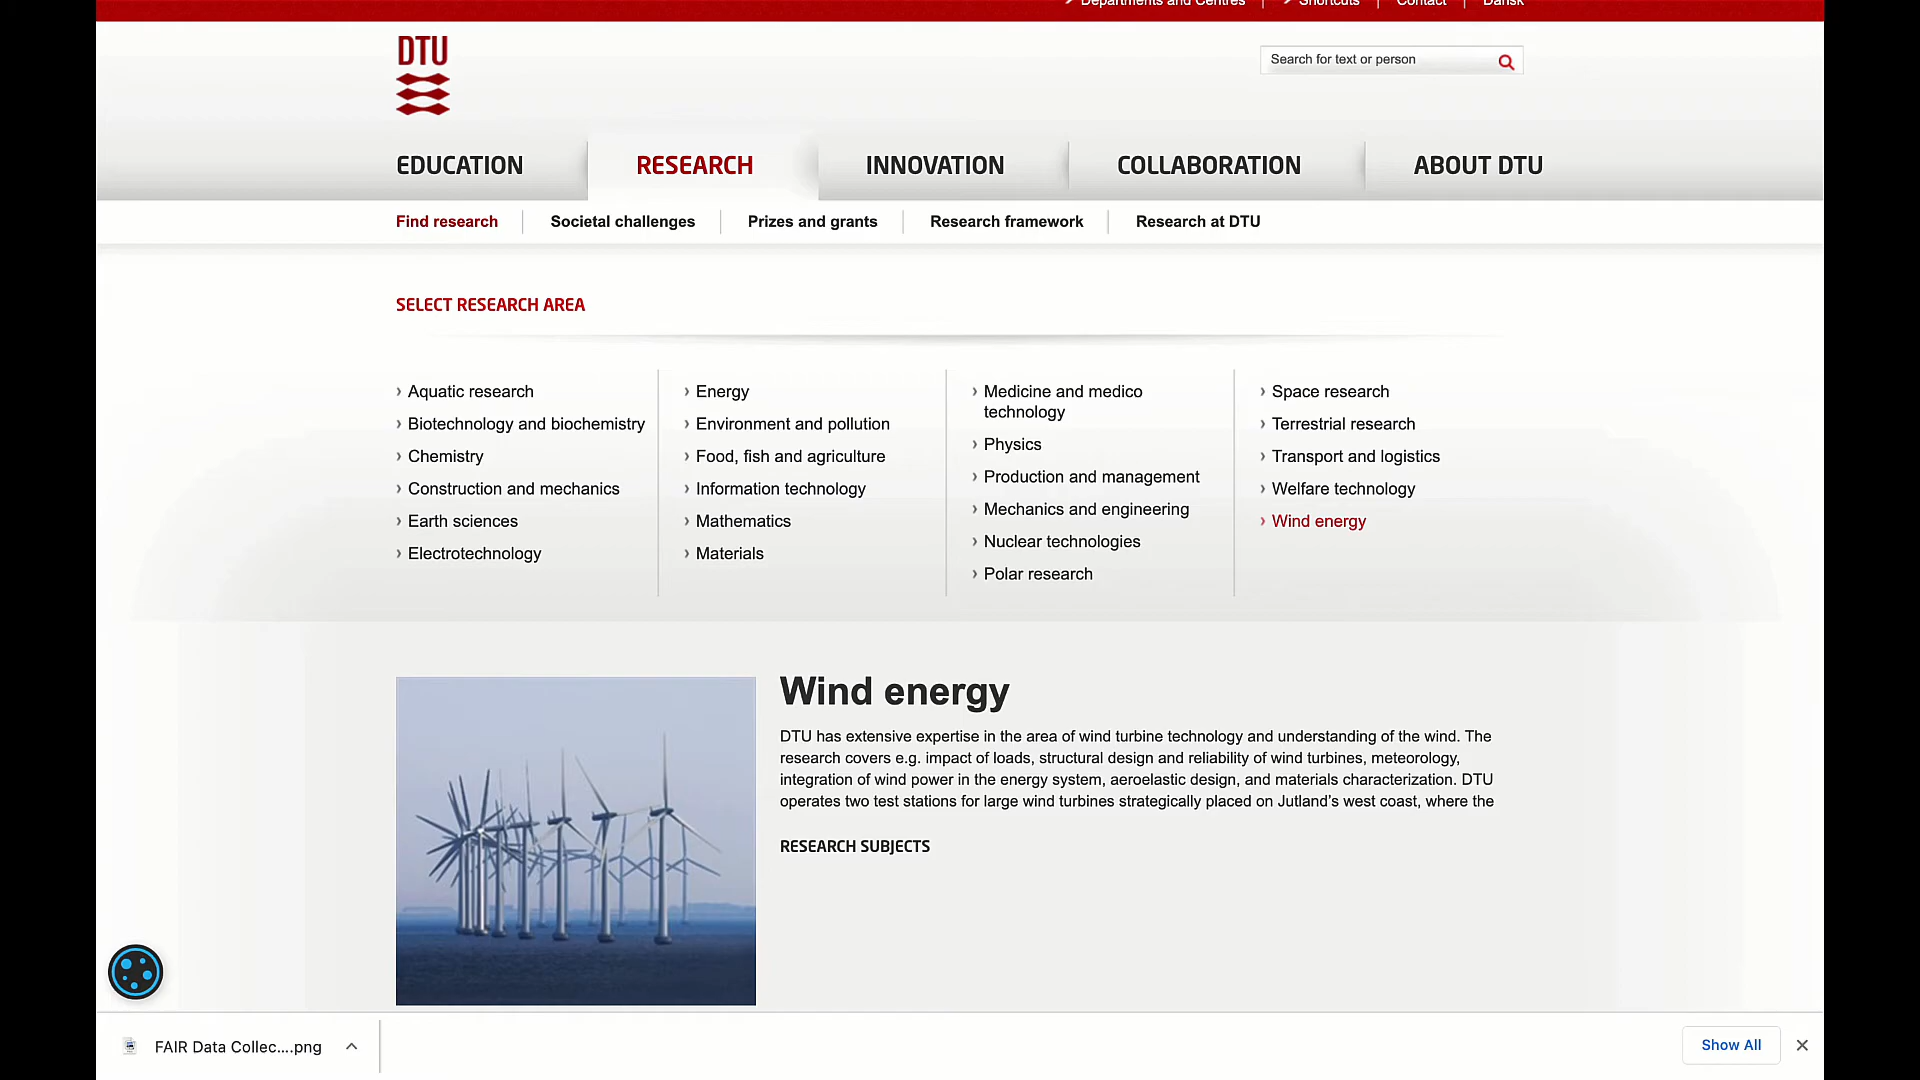 Departments and Centres
Shortcuts
Contact
Dansk
DTU
Search for text or person
EDUCATION
RESEARCH
INNOVATION
COLLABORATION
ABOUT DTU
Find research
Societal challenges
Prizes and grants
Research framework
Research at DTU
SELECT RESEARCH AREA
Aquatic research
Biotechnology and biochemistry
Chemistry
Construction and mechanics
Earth sciences
Electrotechnology
Energy
Environment and pollution
Food, fish and agriculture
Information technology
Mathematics
Materials
Medicine and medico
technology
Physics
Production and management
Mechanics and engineering
Nuclear technologies
Polar research
Space research
Terrestrial research
Transport and logistics
Welfare technology
Wind energy
Wind energy
DTU has extensive expertise in the area of wind turbine technology and understanding of the wind. The
research covers e.g. impact of loads, structural design and reliability of wind turbines, meteorology,
integration of wind power in the energy system, aeroelastic design, and materials characterization. DTU
operates two test stations for large wind turbines strategically placed on Jutland's west coast, where the
RESEARCH SUBJECTS
FAIR Data Collec....png
Show All